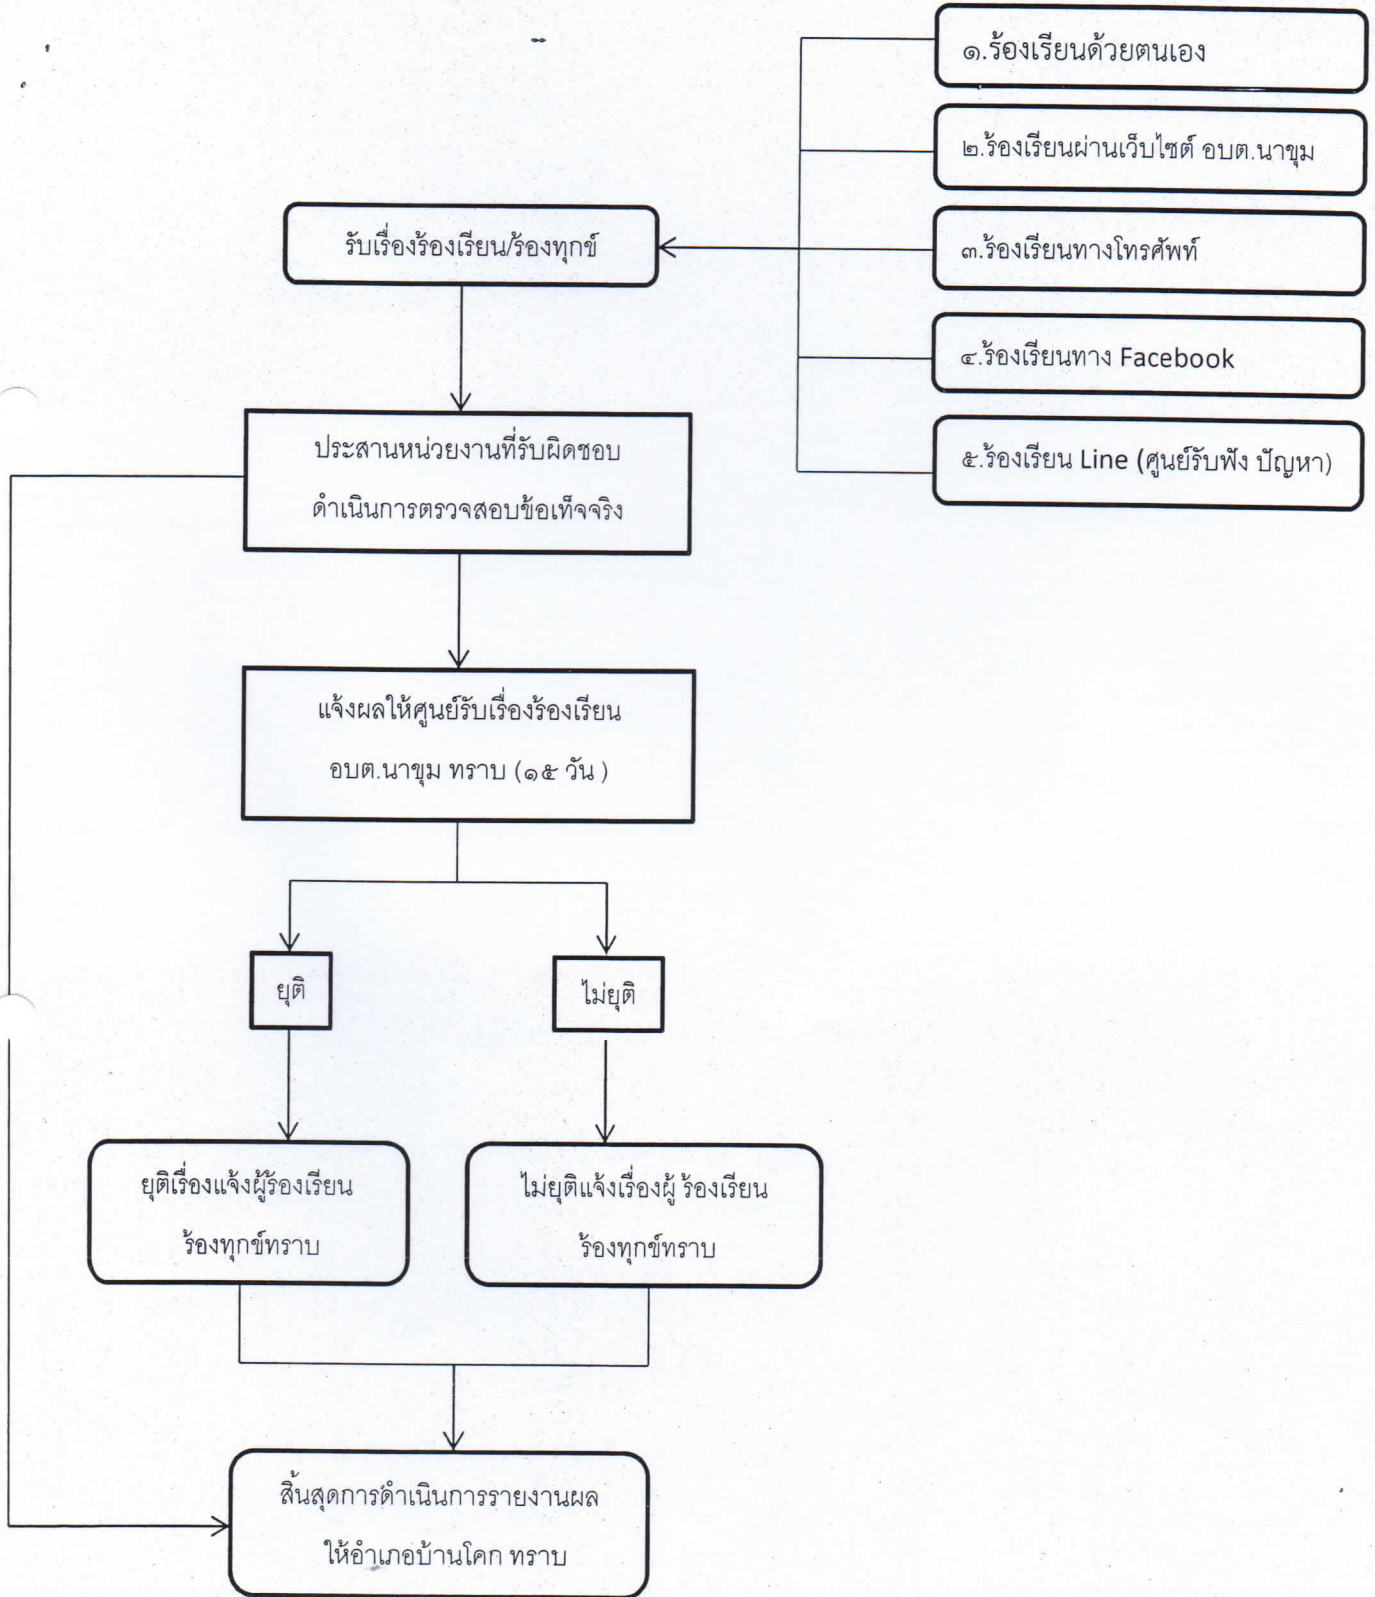 ๑.ร้องเรียนด้วยตนเอง
๒.ร้องเรียนผ่านเว็บไซต์ อบต.นาขุม
๓.ร้องเรียนทางโทรศัพท์
๔.ร้องเรียนทาง Facebook
๕.ร้องเรียน Line (ศูนย์รับฟัง ปัญหา)
รับเรื่องร้องเรียน/ร้องทุกข์
ประสานหน่วยงานที่รับผิดชอบ
ดำเนินการตรวจสอบข้อเท็จจริง
แจ้งผลให้ศูนย์รับเรื่องร้องเรียน
อบต.นาขุม ทราบ (๑๕ วัน )
ยุติ
ไม่ยุติ
ยุติเรื่องแจ้งผู้ร้องเรียน
ร้องทุกข์ทราบ
ไม่ยุติแจ้งเรื่องผู้ ร้องเรียน
ร้องทุกข์ทราบ
สิ้นสุดการดำเนินการรายงานผล
ให้อำเภอบ้านโคก ทราบ